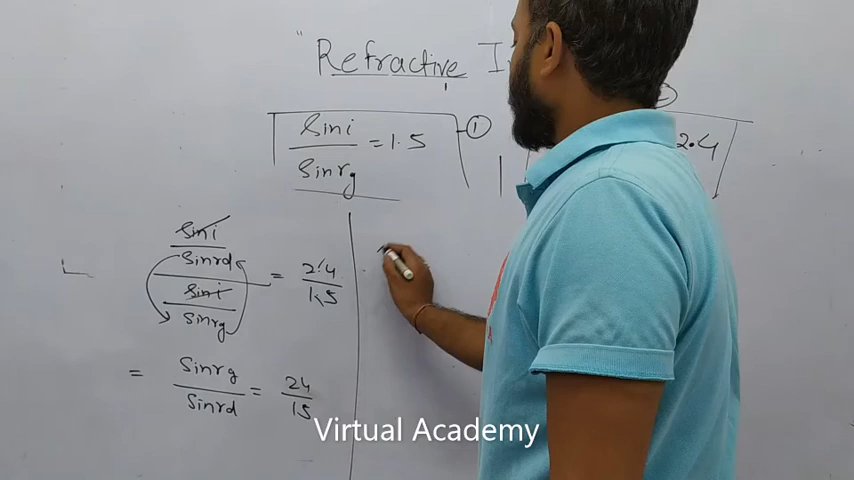 Refractive
Sini
Sinrg
= 1.5
1
2.4
Sini
Sinrd
Sini
Sinrg
= 2.4
1.5
= Sinrg
Sinrd
= 24
15
Virtual Academy